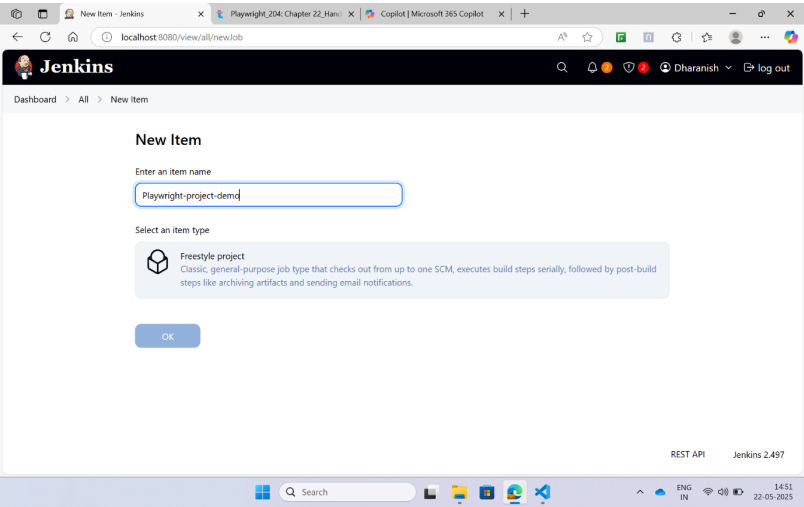 New Item - Jenkins
Playwright_204: Chapter 22_Hand
Copilot | Microsoft 365 Copilot
localhost:8080/view/all/newJob
Jenkins
2
2
Dharanish
log out
Dashboard > All > New Item
New Item
Enter an item name
Playwright-project-demo
Select an item type
Freestyle project
Classic, general-purpose job type that checks out from up to one SCM, executes build steps serially, followed by post-build
steps like archiving artifacts and sending email notifications.
OK
REST API
Jenkins 2.497
Search
ENG
IN
14:51
22-05-2025